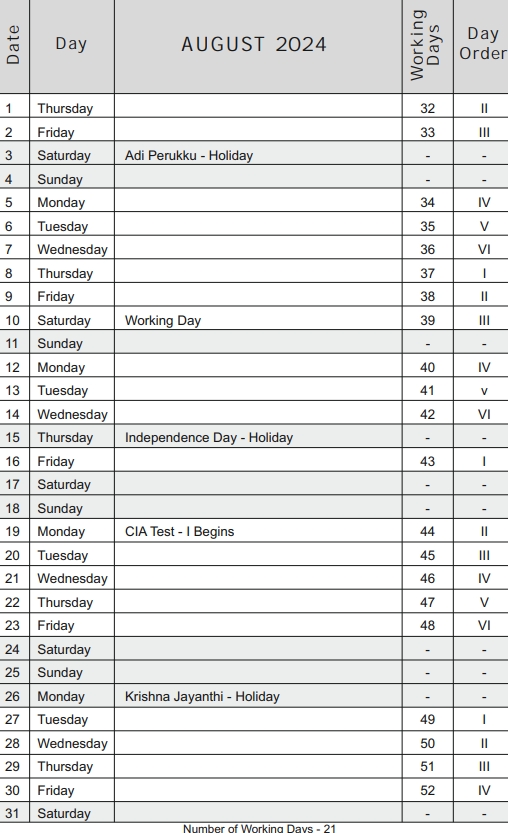 Date Day AUGUST 2024 Working Days Day Order
1 Thursday 32 II
2 Friday 33 III
3 Saturday Adi Perukku - Holiday - -
4 Sunday - -
5 Monday 34 IV
6 Tuesday 35 V
7 Wednesday 36 VI
8 Thursday 37 I
9 Friday 38 II
10 Saturday Working Day 39 III
11 Sunday - -
12 Monday 40 IV
13 Tuesday 41 v
14 Wednesday 42 VI
15 Thursday Independence Day - Holiday - -
16 Friday 43 I
17 Saturday - -
18 Sunday - -
19 Monday CIA Test - I Begins 44 II
20 Tuesday 45 III
21 Wednesday 46 IV
22 Thursday 47 V
23 Friday 48 VI
24 Saturday - -
25 Sunday - -
26 Monday Krishna Jayanthi - Holiday - -
27 Tuesday 49 I
28 Wednesday 50 II
29 Thursday 51 III
30 Friday 52 IV
31 Saturday - -
Number of Working Days - 21